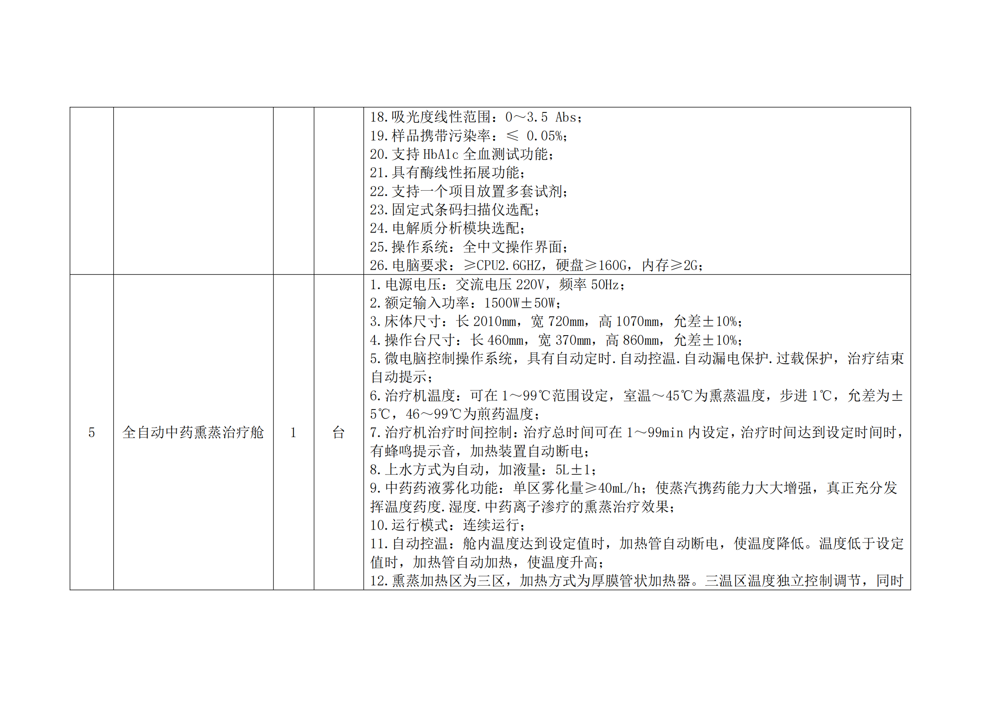 18.吸光度线性范围：0～3.5 Abs；
19.样品携带污染率：≤ 0.05%；
20.支持 HbA1c 全血测试功能；
21.具有酶线性拓展功能；
22.支持一个项目放置多套试剂；
23.固定式条码扫描仪选配；
24.电解质分析模块选配；
25.操作系统：全中文操作界面；
26.电脑要求：≥CPU2.6GHZ，硬盘≥160G，内存≥2G；
5
全自动中药熏蒸治疗舱
1
台
1.电源电压：交流电压 220V，频率 50Hz；
2.额定输入功率：1500W±50W；
3.床体尺寸：长 2010mm，宽 720mm，高 1070mm，允差±10%；
4.操作台尺寸：长 460mm，宽 370mm，高 860mm，允差±10%；
5.微电脑控制操作系统，具有自动定时.自动控温.自动漏电保护.过载保护，治疗结束
自动提示；
6.治疗机温度：可在 1～99℃范围设定，室温～45℃为熏蒸温度，步进 1℃，允差为±
5℃，46～99℃为煎药温度；
7.治疗机治疗时间控制：治疗总时间可在 1～99min 内设定，治疗时间达到设定时间时，
有蜂鸣提示音，加热装置自动断电；
8.上水方式为自动，加液量：5L±1；
9.中药药液雾化功能：单区雾化量≥40mL/h；使蒸汽携药能力大大增强，真正充分发
挥温度药度.湿度.中药离子渗疗的熏蒸治疗效果；
10.运行模式：连续运行；
11.自动控温：舱内温度达到设定值时，加热管自动断电，使温度降低。温度低于设定
值时，加热管自动加热，使温度升高；
12.熏蒸加热区为三区，加热方式为厚膜管状加热器。三温区温度独立控制调节，同时